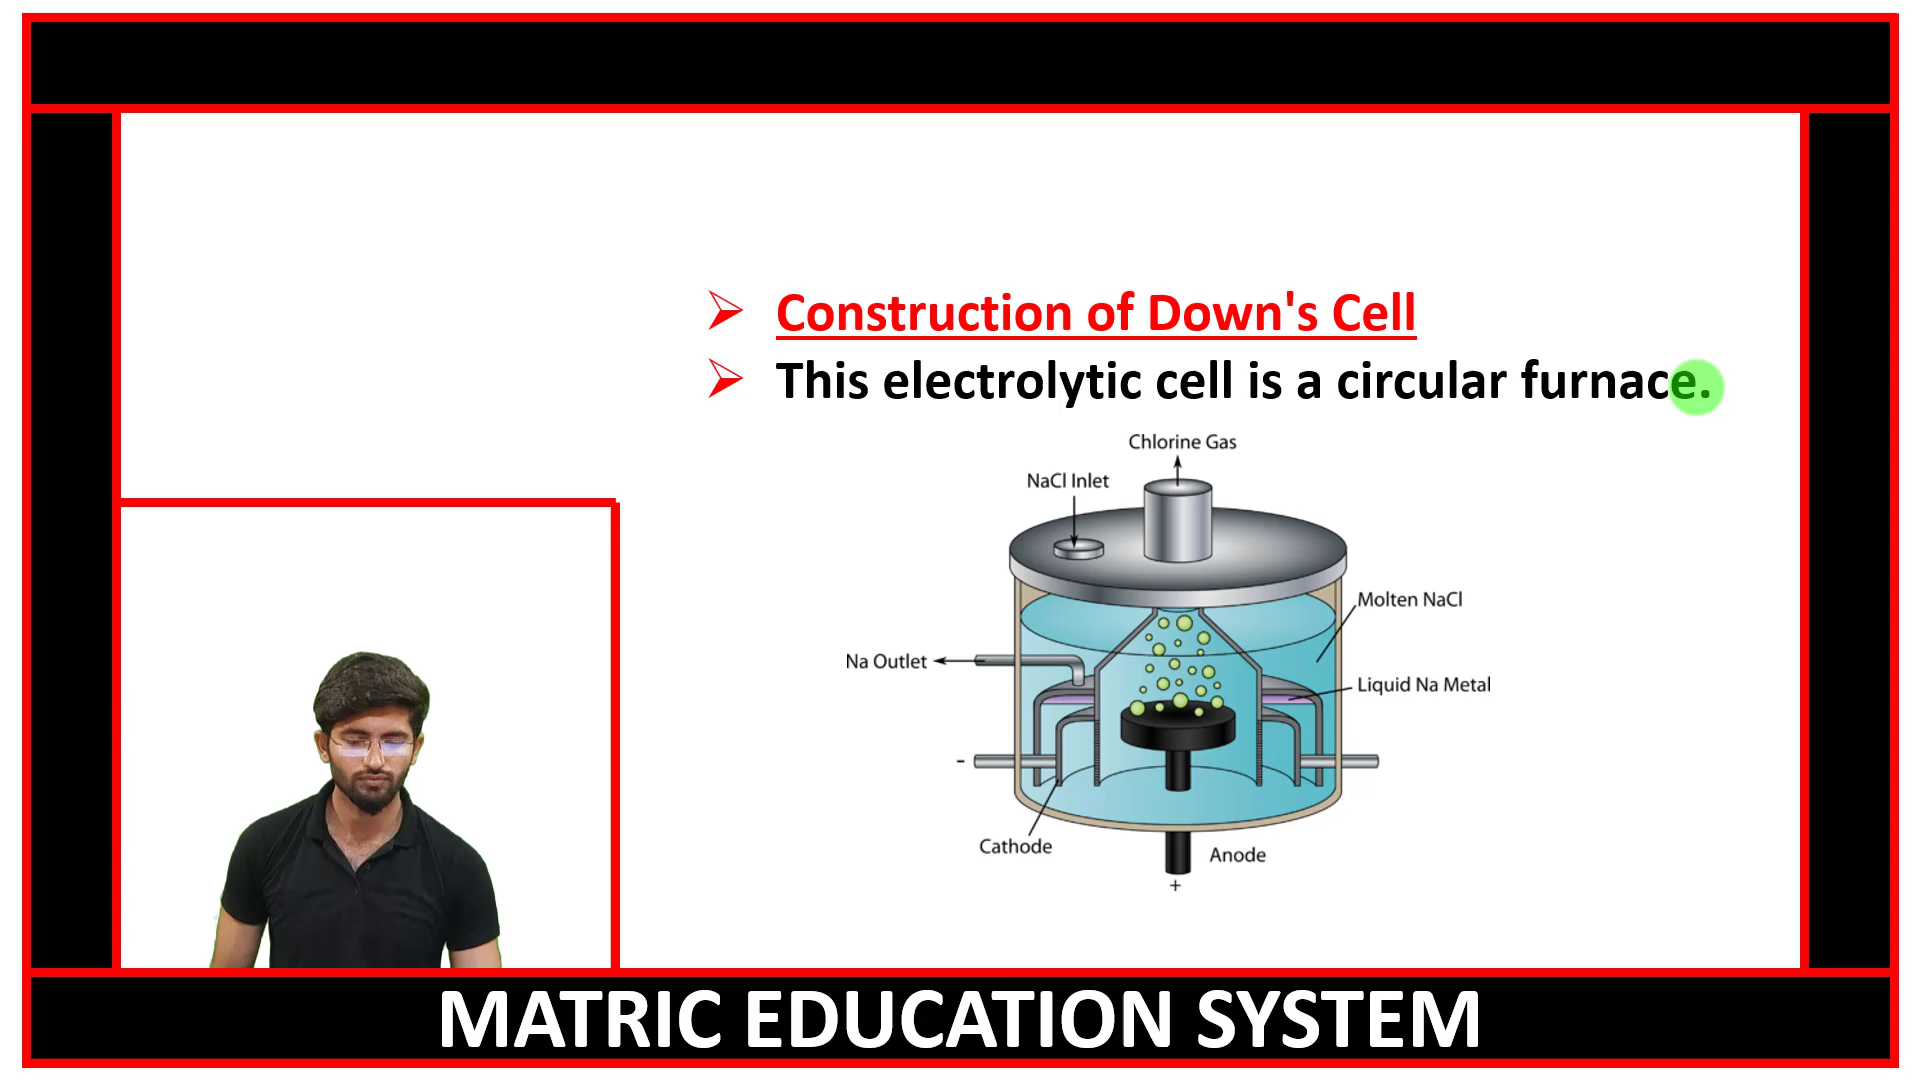 Construction of Down's Cell
This electrolytic cell is a circular furnace.
Chlorine Gas
NaCl Inlet
Molten NaCl
Na Outlet
Liquid Na Metal
-
Cathode
Anode
+
MATRIC EDUCATION SYSTEM